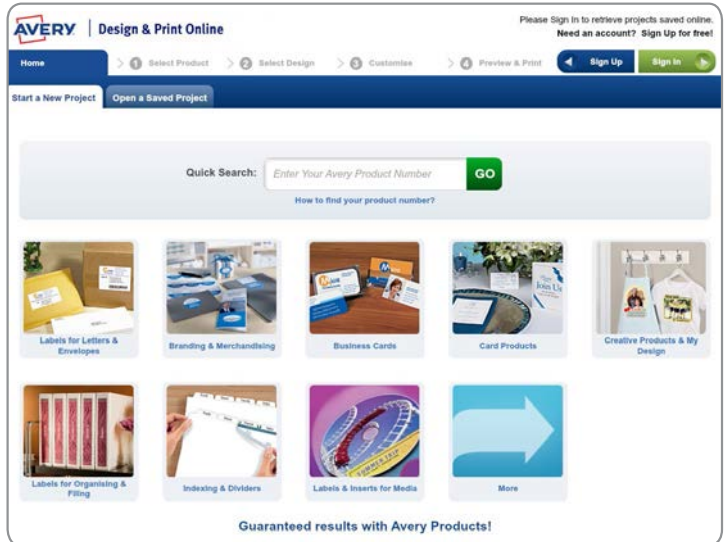 Please Sign In to retrieve projects saved online.
AVERY Design & Print Online
Need an account? Sign Up for free!
Home
1 Select Product
2 Select Design
3 Customise
4 Preview & Print
Sign Up
Sign In
Start a New Project
Open a Saved Project
Quick Search:
Enter Your Avery Product Number
GO
How to find your product number?
Labels for Letters &
Envelopes
Branding & Merchandising
Business Cards
Join Us
Card Products
Creative Products & My
Design
Labels for Organising &
Filing
Indexing & Dividers
SUMMER TRIP
Labels & Inserts for Media
More
Guaranteed results with Avery Products!